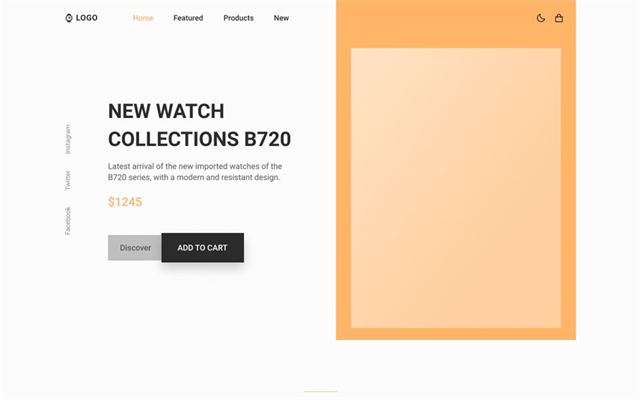 LOGO
Home
Featured
Products
New
NEW WATCH
COLLECTIONS B720
Latest arrival of the new imported watches of the
B720 series, with a modern and resistant design.
$1245
Discover
ADD TO CART
Instagram
Twitter
Facebook